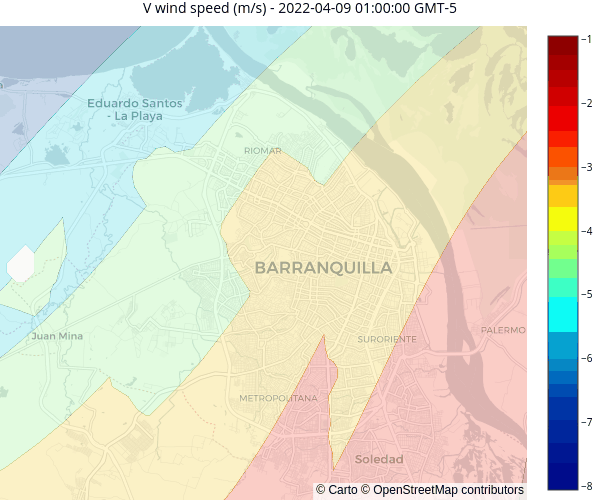 V wind speed (m/s) - 2022-04-09 01:00:00 GMT-5
−1
Eduardo Santos
- La Playa
−2
RIOMAR
−3
−4
BARRANQUILLA
−5
Juan Mina
PALERMO
SURORIENTE
−6
METROPOLITANA
−7
Soledad
−8
© Carto © OpenStreetMap contributors